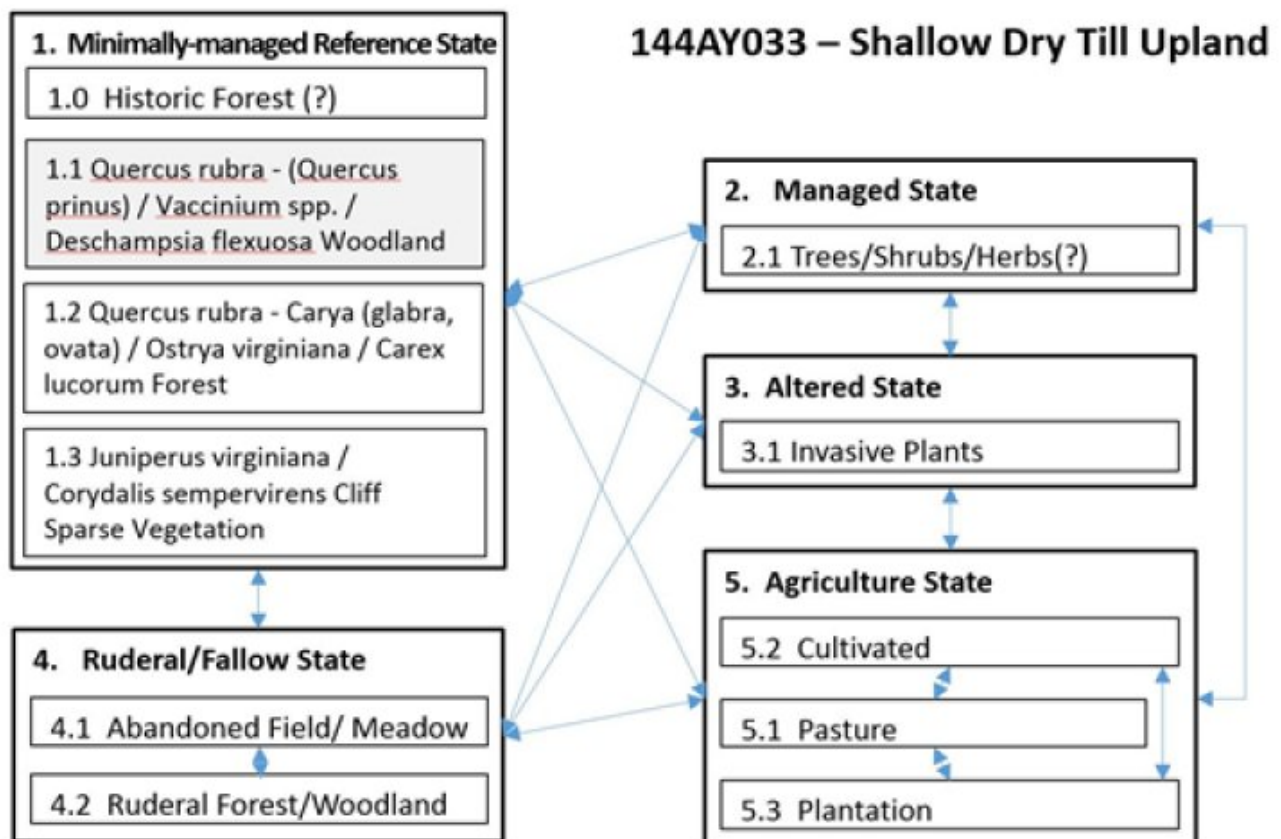 144AY033 – Shallow Dry Till Upland
1. Minimally-managed Reference State
1.0 Historic Forest (?)
1.1 Quercus rubra - (Quercus
prinus) / Vaccinium spp. /
Deschampsia flexuosa Woodland
1.2 Quercus rubra - Carya (glabra,
ovata) / Ostrya virginiana / Carex
lucorum Forest
1.3 Juniperus virginiana /
Corydalis sempervirens Cliff
Sparse Vegetation
4. Ruderal/Fallow State
4.1 Abandoned Field/ Meadow
4.2 Ruderal Forest/Woodland
2. Managed State
2.1 Trees/Shrubs/Herbs(?)
3. Altered State
3.1 Invasive Plants
5. Agriculture State
5.2 Cultivated
5.1 Pasture
5.3 Plantation